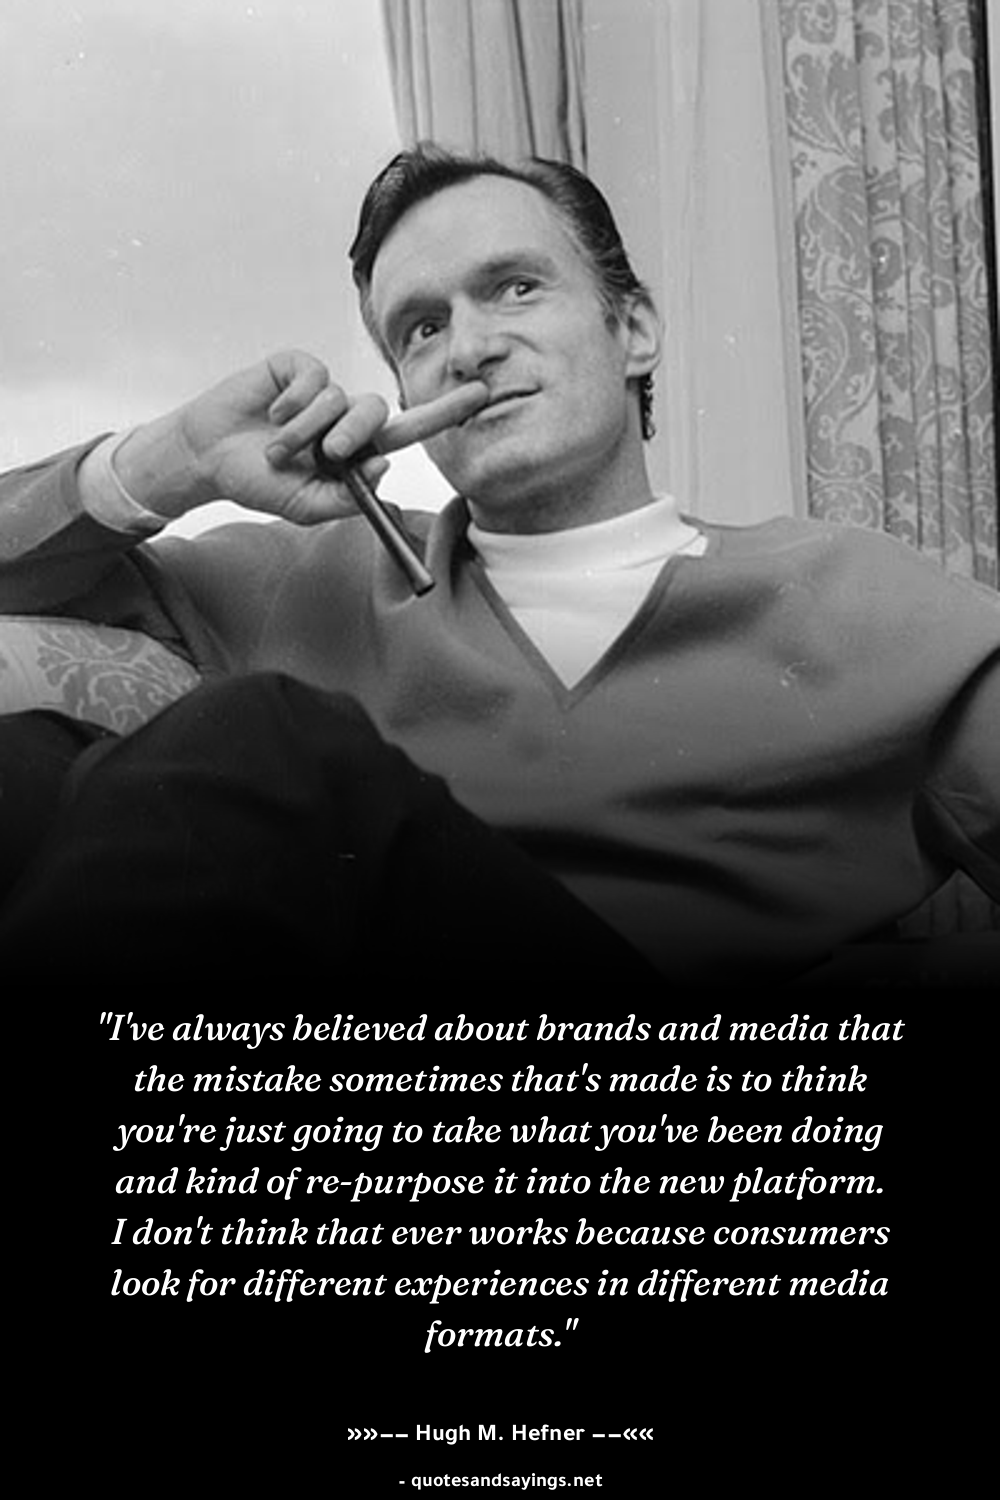 "I've always believed about brands and media that
the mistake sometimes that's made is to think
you're just going to take what you've been doing
and kind of re-purpose it into the new platform.
I don't think that ever works because consumers
look for different experiences in different media
formats."
»»–– Hugh M. Hefner ––««
- quotesandsayings.net